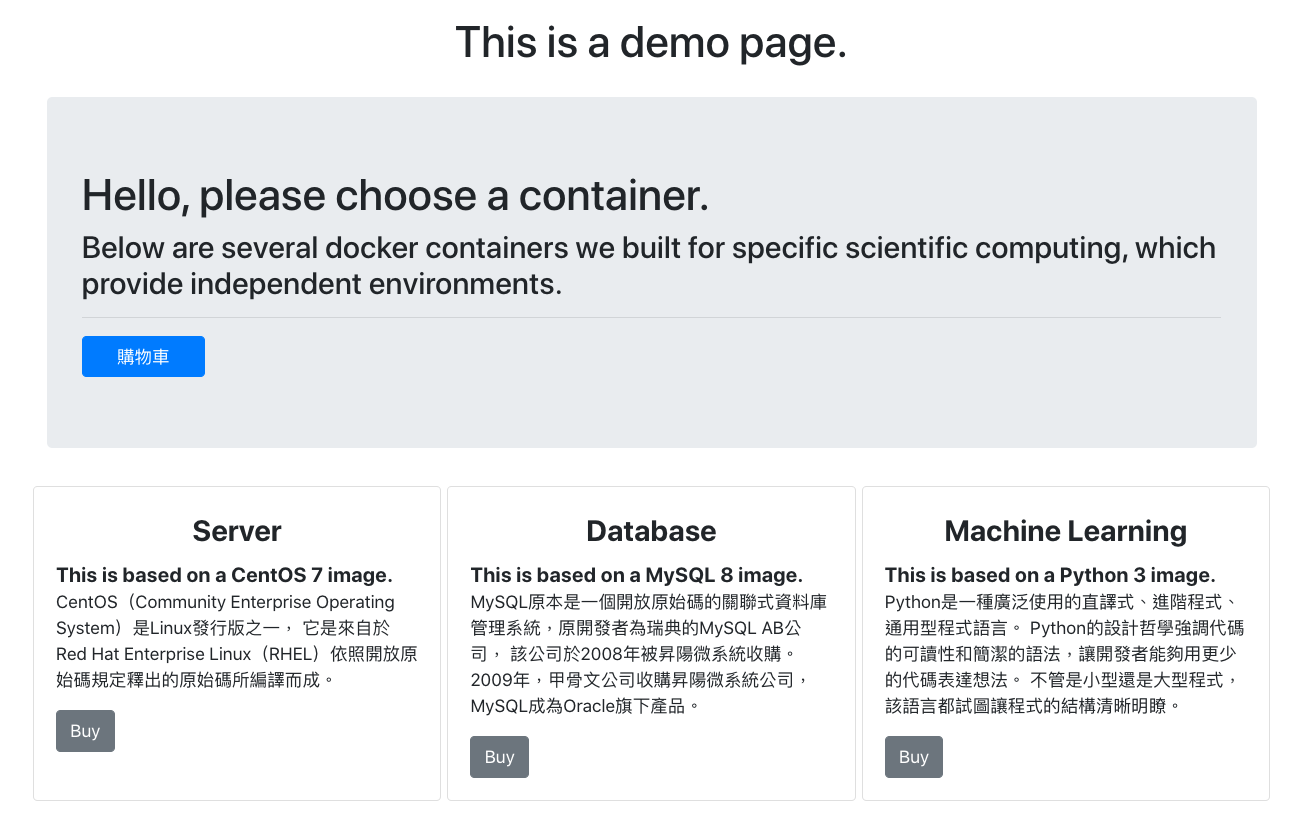 This is a demo page.
Hello, please choose a container.
Below are several docker containers we built for specific scientific computing, which
provide independent environments.
購物車
Server
This is based on a CentOS 7 image.
CentOS（Community Enterprise Operating
System）是Linux發行版之一， 它是來自於
Red Hat Enterprise Linux（RHEL）依照開放原
始碼規定釋出的原始碼所編譯而成。
Buy
Database
This is based on a MySQL 8 image.
MySQL原本是一個開放原始碼的關聯式資料庫
管理系統，原開發者為瑞典的MySQL AB公
司， 該公司於2008年被昇陽微系統收購。
2009年，甲骨文公司收購昇陽微系統公司，
MySQL成為Oracle旗下產品。
Buy
Machine Learning
This is based on a Python 3 image.
Python是一種廣泛使用的直譯式、進階程式、
通用型程式語言。 Python的設計哲學強調代碼
的可讀性和簡潔的語法，讓開發者能夠用更少
的代碼表達想法。 不管是小型還是大型程式，
該語言都試圖讓程式的結構清晰明瞭。
Buy